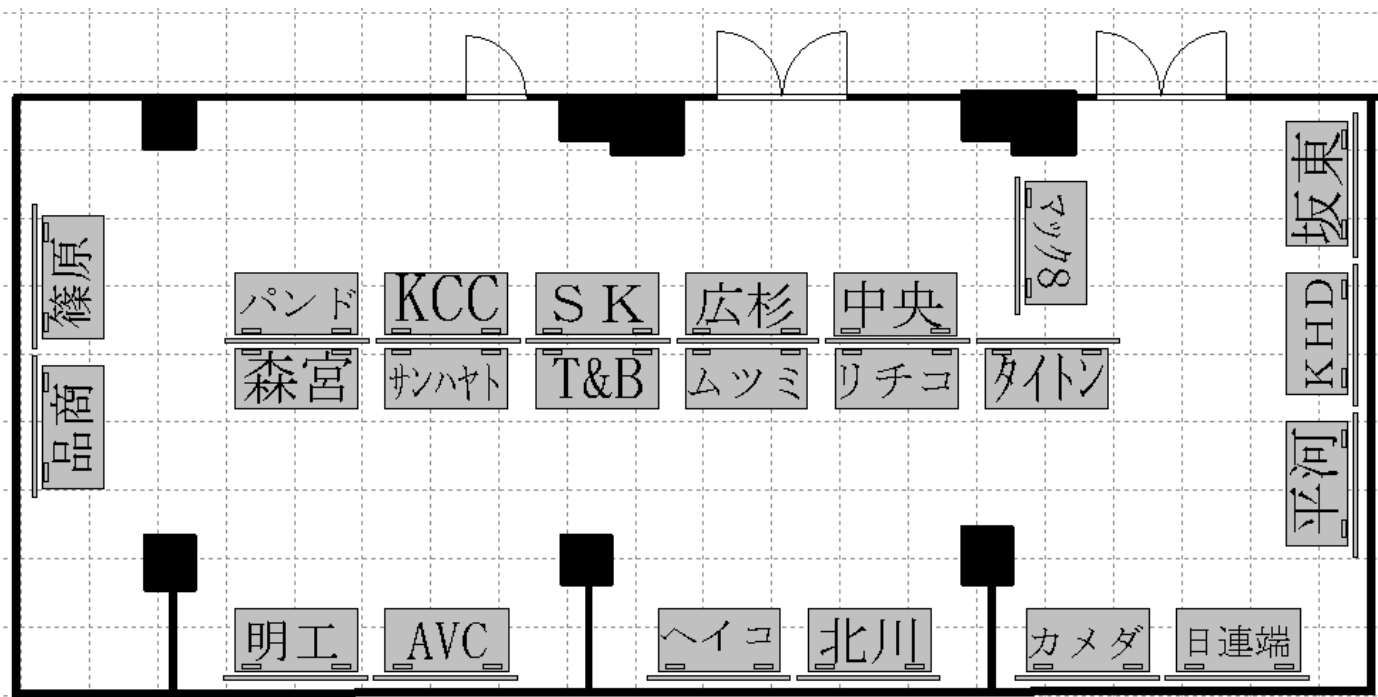 坂東
マック8
篠原
パンド
KCC
SK
広杉
中央
KHD
森宮
サンハヤト
T&B
ムツミ
リチコ
タイトン
品商
平河
明工
AVC
ヘイコ
北川
カメダ
日連端